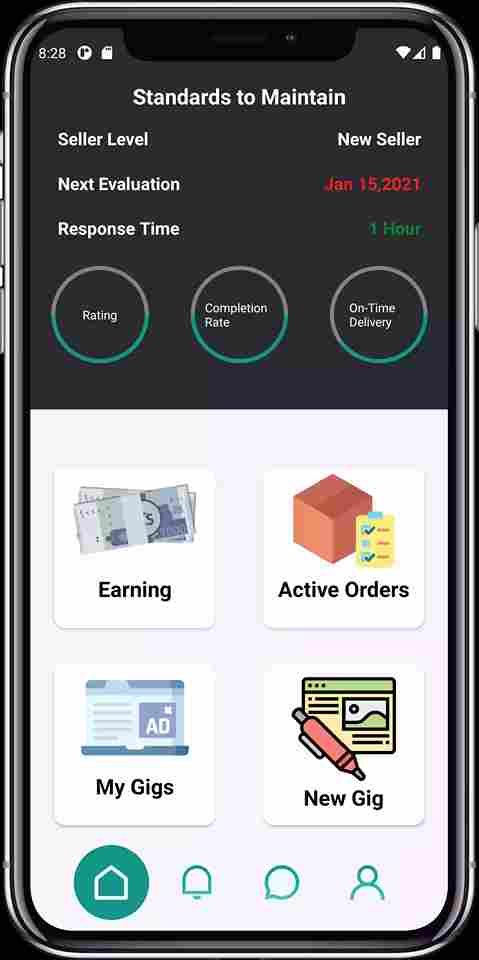 8:28
Standards to Maintain
Seller Level New Seller
Next Evaluation Jan 15,2021
Response Time 1 Hour
Rating
Completion
Rate
On-Time
Delivery
Earning
Active Orders
AD
My Gigs
New Gig